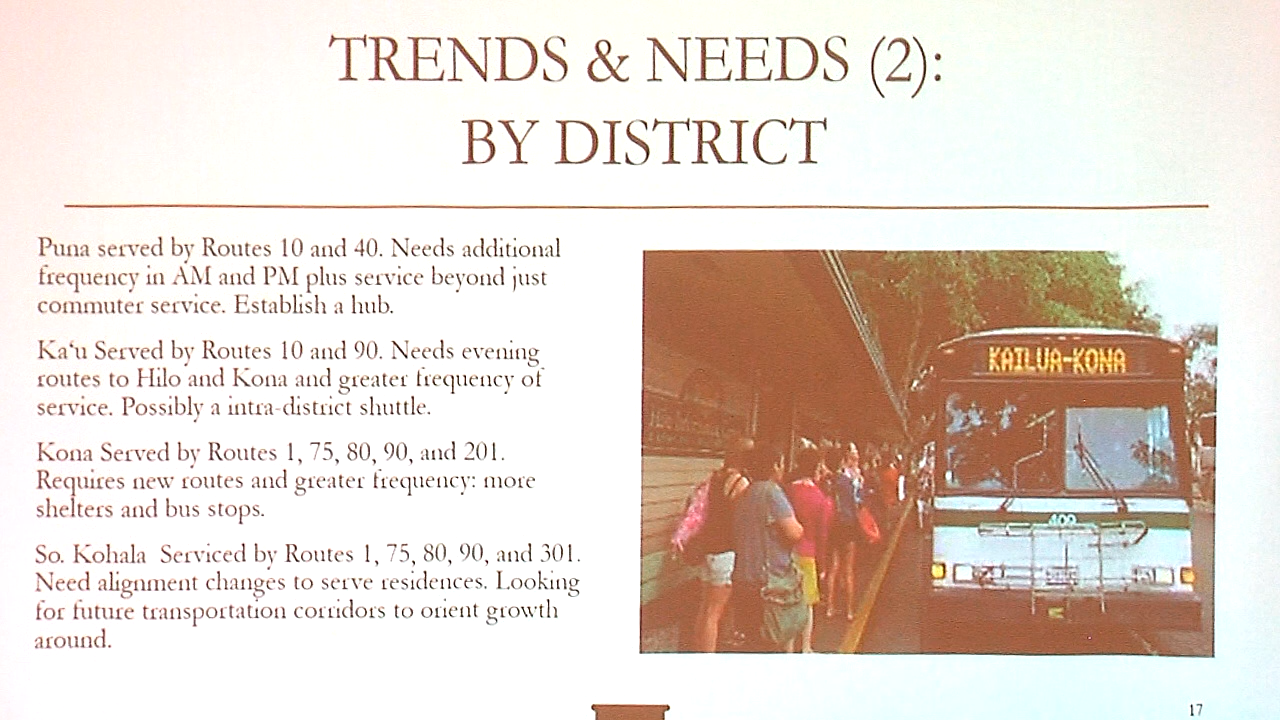 TRENDS & NEEDS (2):
BY DISTRICT
Puna served by Routes 10 and 40. Needs additional
frequency in AM and PM plus service beyond just
commuter service. Establish a hub.
Ka‘u Served by Routes 10 and 90. Needs evening
routes to Hilo and Kona and greater frequency of
service. Possibly a intra-district shuttle.
Kona Served by Routes 1, 75, 80, 90, and 201.
Requires new routes and greater frequency: more
shelters and bus stops.
So. Kohala  Serviced by Routes 1, 75, 80, 90, and 301.
Need alignment changes to serve residences. Looking
for future transportation corridors to orient growth
around.
KAILUA-KONA
400
17